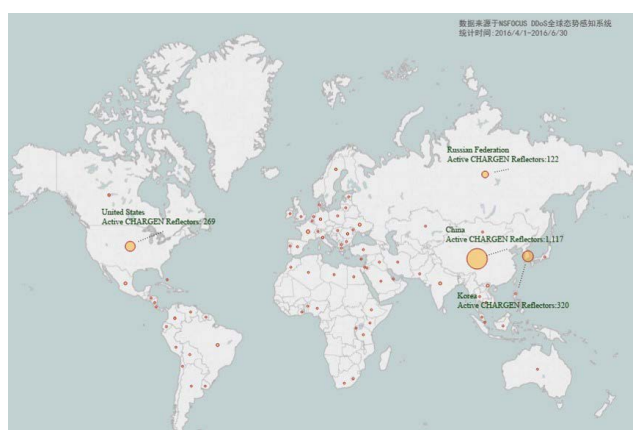 数据来源于NSFOCUS DDoS全球态势感知系统
统计时间:2016/4/1-2016/6/30
Russian Federation
Active CHARGEN Reflectors:122
United States
Active CHARGEN Reflectors: 269
China
Active CHARGEN Reflectors:1,117
Korea
Active CHARGEN Reflectors:320